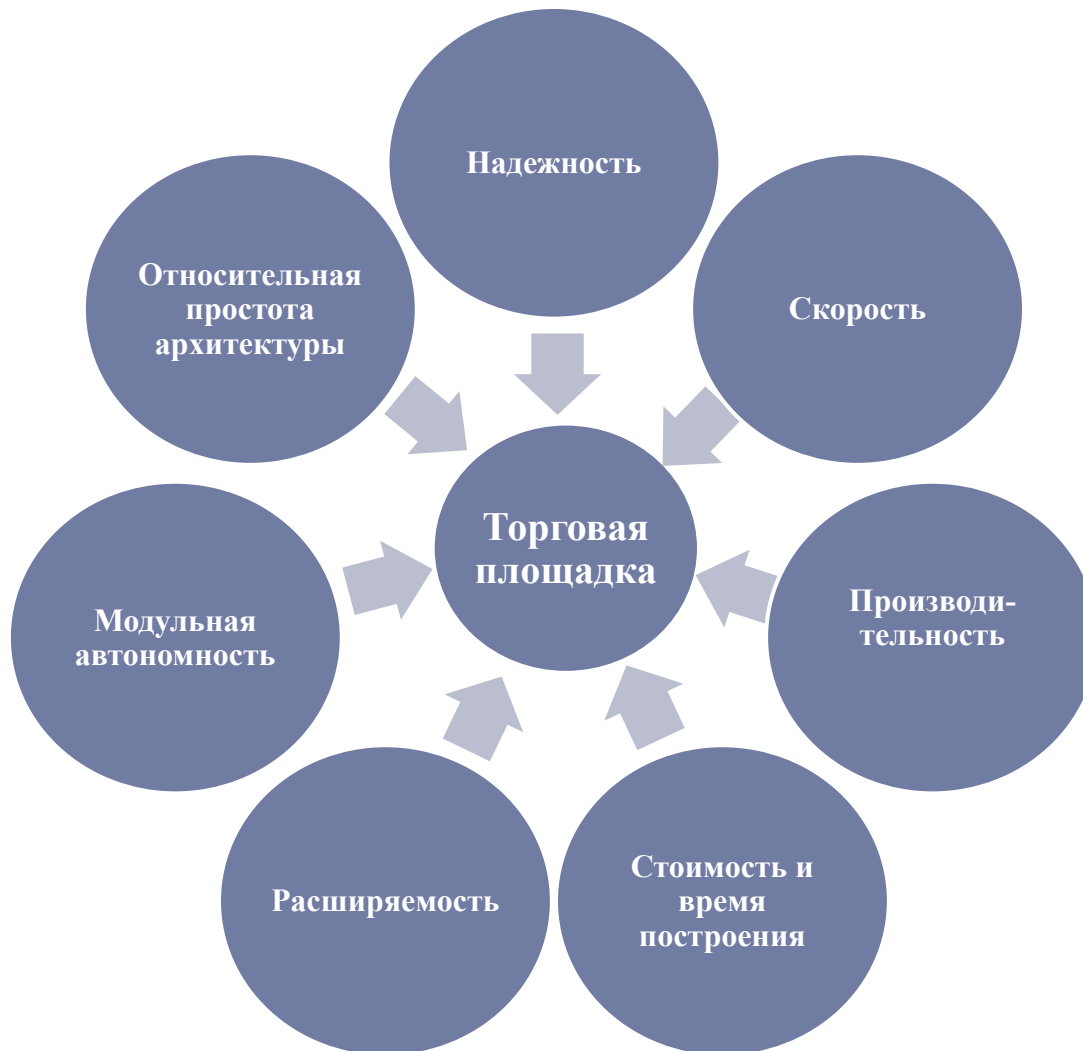 Надежность
Относительная
простота
архитектуры
Скорость
Торговая
площадка
Производи-
тельность
Модульная
автономность
Стоимость и
время
построения
Расширяемость